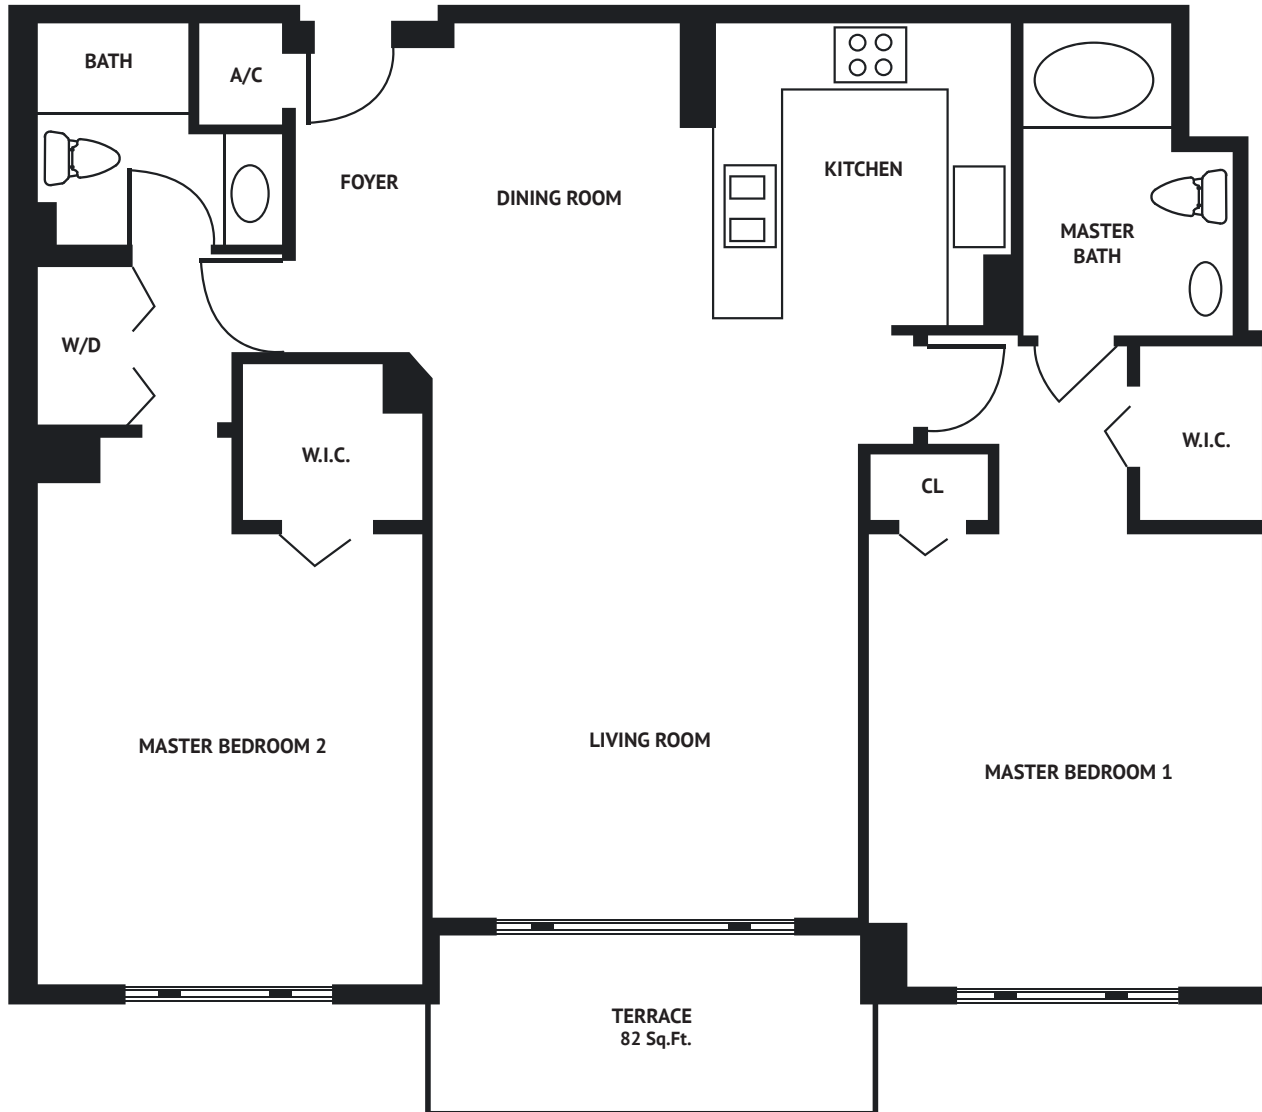 BATH
A/C
FOYER
DINING ROOM
KITCHEN
MASTER
BATH
W/D
W.I.C.
CL
W.I.C.
MASTER BEDROOM 2
LIVING ROOM
MASTER BEDROOM 1
TERRACE
82 Sq.Ft.